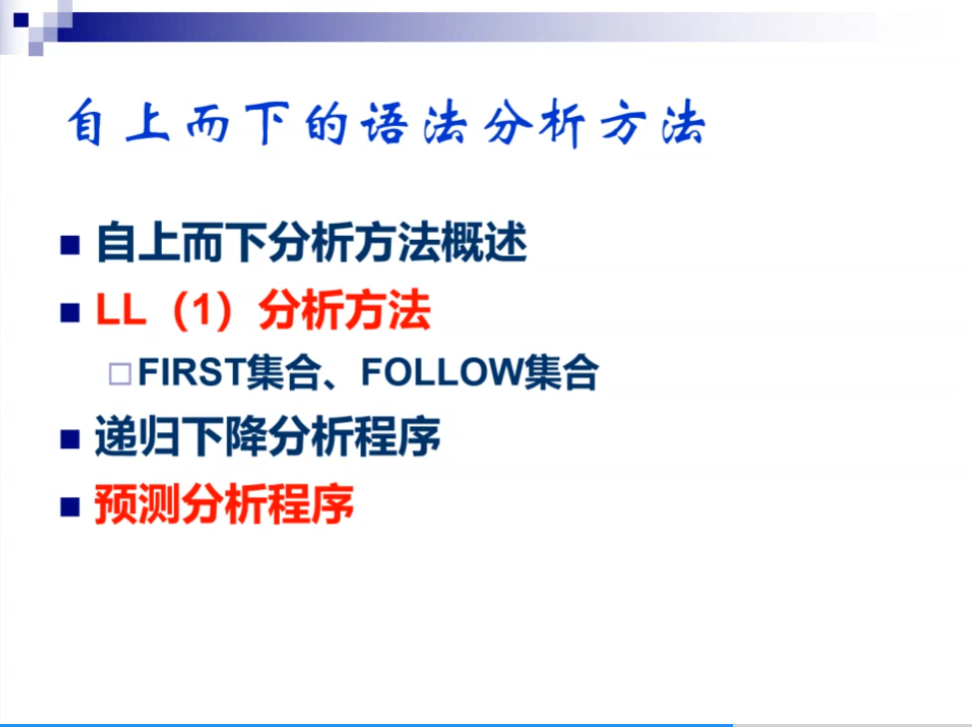 自上而下的语法分析方法
自上而下分析方法概述
LL（1）分析方法
FIRST集合、FOLLOW集合
递归下降分析程序
预测分析程序